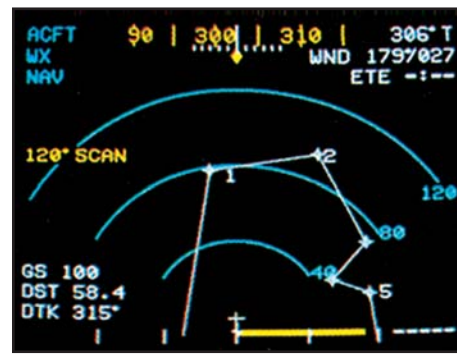 ACFT 90 | 300 | 310 | 306°T
WX WND 179°/027
NAV ETE -:--
120° SCAN
2
1
120
80
GS 100 40
DST 58.4 5
DTK 315°
-----